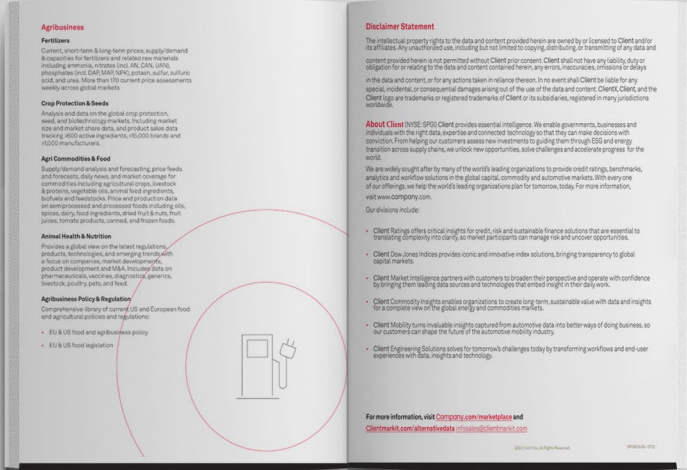 Agribusiness
Fertilizers
Current, short-term & long-term prices, supply/demand
& capacities for fertilizers and related raw materials
including ammonia, nitrates (incl. AN, CAN, UAN),
phosphates (incl. DAP, MAP, NPK), potash, sulfur, sulfuric
acid, and urea. More than 170 current price assessments
weekly across global markets
Crop Protection & Seeds
Analysis and data on the global crop protection,
seed, and biotechnology markets. Including market
size and market share data, and product sales data
tracking >600 active ingredients, >15,000 brands and
>1,000 manufacturers.
Agri Commodities & Food
Supply/demand analysis and forecasting, price feeds
and forecasts, daily news, and market coverage for
commodities including agricultural crops, livestock
& proteins, vegetable oils, animal feed ingredients,
biofuels and feedstocks. Price and production data
on semiprocessed and processed foods including oils,
spices, dairy, food ingredients, dried fruit & nuts, fruit
juices, tomato products, canned, and frozen foods.
Animal Health & Nutrition
Provides a global view on the latest regulations,
products, technologies, and emerging trends with
a focus on companies, market developments,
product development and M&A. Includes data on
pharmaceuticals, vaccines, diagnostics, generics,
livestock, poultry, pets, and feed.
Agribusiness Policy & Regulation
Comprehensive library of current US and European food
and agricultural policies and regulations:
• EU & US food and agribusiness policy
• EU & US food legislation
Disclaimer Statement
The intellectual property rights to the data and content provided herein are owned by or licensed to Client and/or
its affiliates. Any unauthorized use, including but not limited to copying, distributing, or transmitting of any data and
content provided herein is not permitted without Client prior consent. Client shall not have any liability, duty or
obligation for or relating to the data and content contained herein, any errors, inaccuracies, omissions or delays
in the data and content, or for any actions taken in reliance thereon. In no event shall Client be liable for any
special, incidental, or consequential damages arising out of the use of the data and content. ClientX, Client, and the
Client logo are trademarks or registered trademarks of Client or its subsidiaries, registered in many jurisdictions
worldwide.
About Client (NYSE: SPGI) Client provides essential intelligence. We enable governments, businesses and
individuals with the right data, expertise and connected technology so that they can make decisions with
conviction. From helping our customers assess new investments to guiding them through ESG and energy
transition across supply chains, we unlock new opportunities, solve challenges and accelerate progress for the
world.
We are widely sought after by many of the world's leading organizations to provide credit ratings, benchmarks,
analytics and workflow solutions in the global capital, commodity and automotive markets. With every one
of our offerings, we help the world's leading organizations plan for tomorrow, today. For more information,
visit www.company.com.
Our divisions include:
• Client Ratings offers critical insights for credit, risk and sustainable finance solutions that are essential to
translating complexity into clarity, so market participants can manage risk and uncover opportunities.
• Client Dow Jones Indices provides iconic and innovative index solutions, bringing transparency to global
capital markets.
• Client Market Intelligence partners with customers to broaden their perspective and operate with confidence
by bringing them leading data sources and technologies that embed insight in their daily work.
• Client Commodity Insights enables organizations to create long-term, sustainable value with data and insights
for a complete view on the global energy and commodities markets.
• Client Mobility turns invaluable insights captured from automotive data into better ways of doing business, so
our customers can shape the future of the automotive mobility industry.
• Client Engineering Solutions solves for tomorrow's challenges today by transforming workflows and end-user
experiences with data, insights and technology.
For more information, visit Company.com/marketplace and
Clientmarkit.com/alternativedata infosales@clientmarkit.com